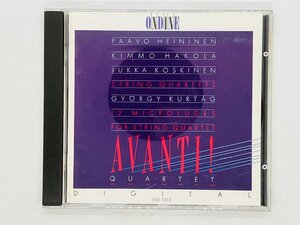 ONDINE
PAAVO HEININEN
KIMMO HAKOLA
JUKKA KOSKINEN
STRING QUARTETS
GYÖRGY KURTÁG
12 MICROLUDES
FOR STRING QUARTET
AVANTI!
QUARTET
DIGITAL